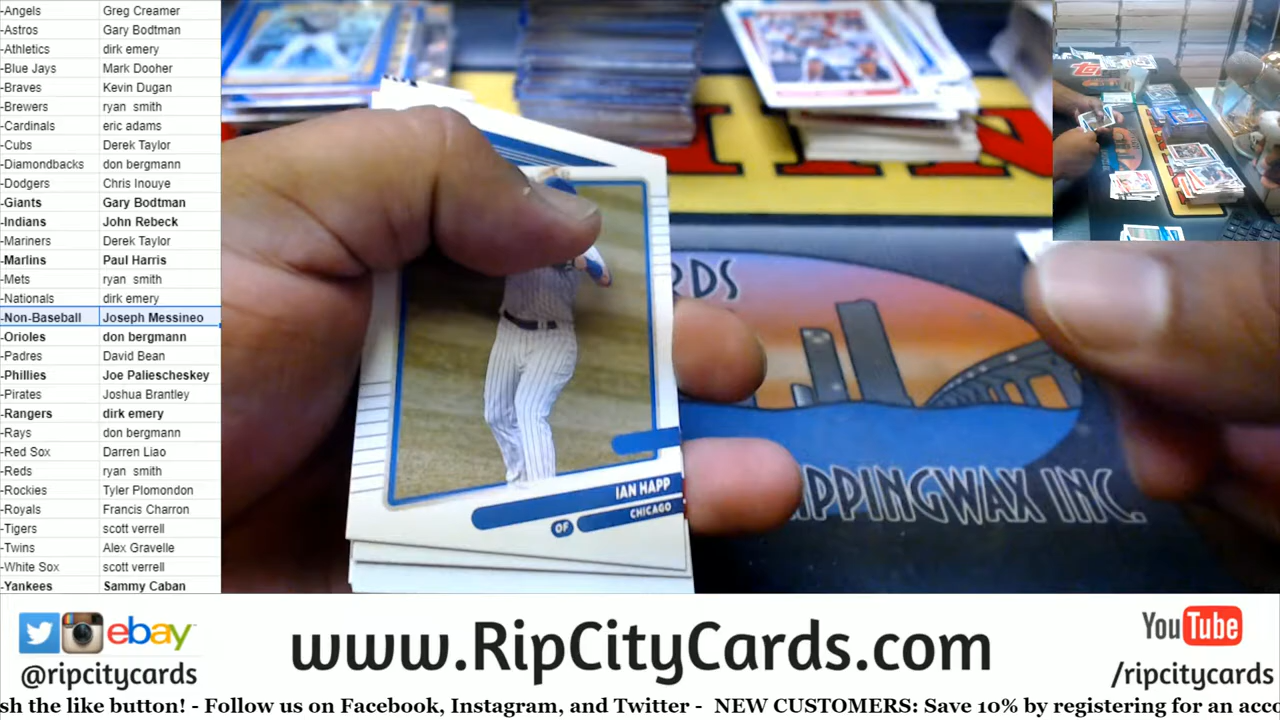 -Angels Greg Creamer
-Astros Gary Bodtman
-Athletics dirk emery
-Blue Jays Mark Dooher
-Braves Kevin Dugan
-Brewers ryan smith
-Cardinals eric adams
-Cubs Derek Taylor
-Diamondbacks don bergmann
-Dodgers Chris Inouye
-Giants Gary Bodtman
-Indians John Rebeck
-Mariners Derek Taylor
-Marlins Paul Harris
-Mets ryan smith
-Nationals dirk emery
-Non-Baseball Joseph Messineo
-Orioles don bergmann
-Padres David Bean
-Phillies Joe Paliescheskey
-Pirates Joshua Brantley
-Rangers dirk emery
-Rays don bergmann
-Red Sox Darren Liao
-Reds ryan smith
-Rockies Tyler Plomondon
-Royals Francis Charron
-Tigers scott verrell
-Twins Alex Gravelle
-White Sox scott verrell
-Yankees Sammy Caban
RDS
IPPINGWAX INC.
IAN HAPP
OF CHICAGO
ebay
@ripcitycards
www.RipCityCards.com
YouTube
/ripcitycards
sh the like button! - Follow us on Facebook, Instagram, and Twitter - NEW CUSTOMERS: Save 10% by registering for an acco